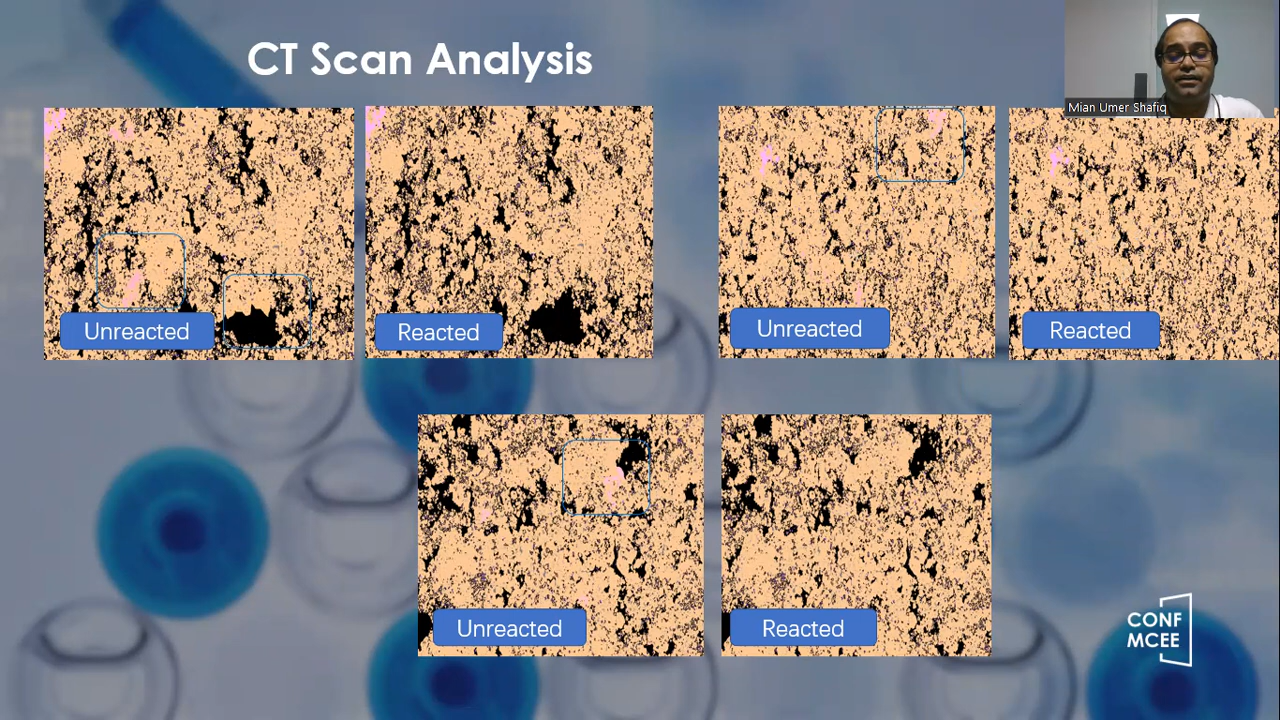 CT Scan Analysis
Mian Umer Shafiq
Unreacted
Reacted
Unreacted
Reacted
Unreacted
Reacted
CONF
MCEE